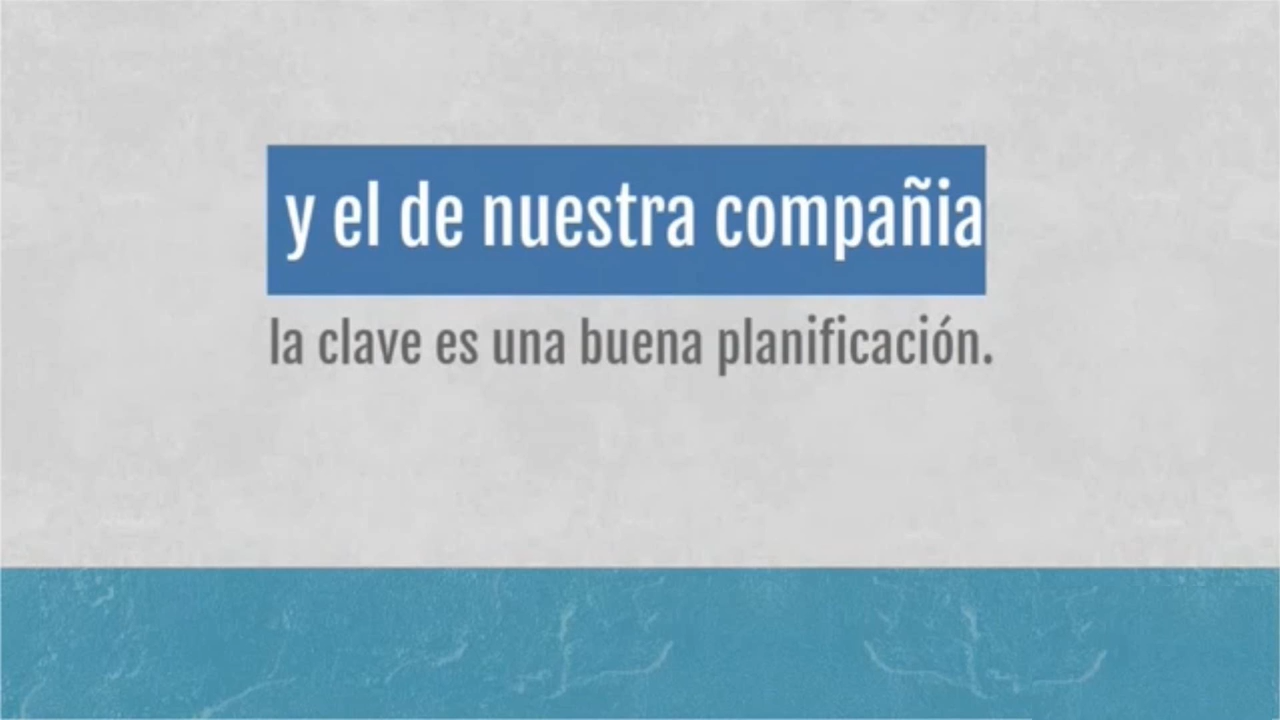 y el de nuestra compañia
la clave es una buena planificación.